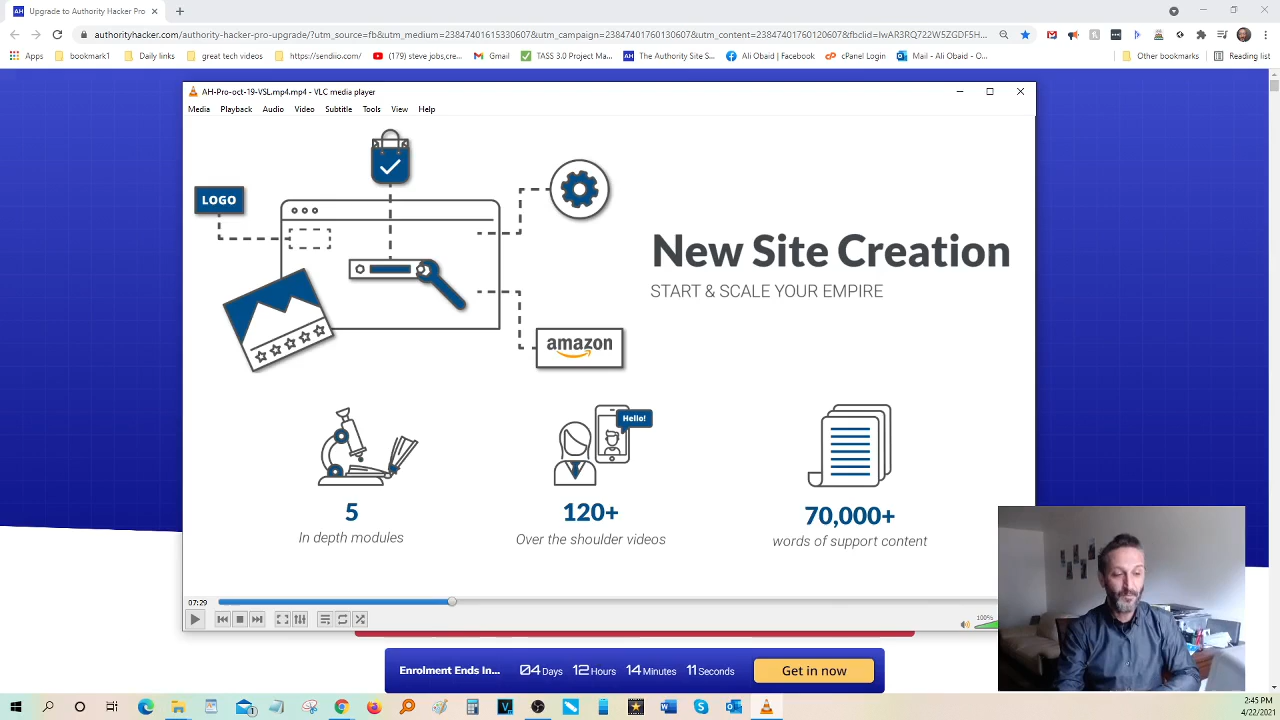 Upgrade to Authority Hacker Pro
authorityhacker.com/authority-hacker-pro-upgrade/?utm_source=fb&utm_medium=23847401615330607&utm_campaign=23847401760130607&utm_content=23847401760120607&fbclid=IwAR3RQ722W5ZGDF5H...
Apps bookmark1 Daily links great tech videos https://sendiio.com/ (179) steve jobs,cre... Gmail TASS 3.0 Project Ma... The Authority Site S... Ali Obaid | Facebook cPanel Login Mail - Ali Obaid - O... Other bookmarks Reading list
AH-Pro-oct-19-VSL.mp4.mp4 - VLC media player
Media Playback Audio Video Subtitle Tools View Help
LOGO
amazon
New Site Creation
START & SCALE YOUR EMPIRE
Hello!
5
In depth modules
120+
Over the shoulder videos
70,000+
words of support content
07:29
100%
Enrolment Ends In... 04 Days 12 Hours 14 Minutes 11 Seconds Get in now
2:45 PM
4/22/2021